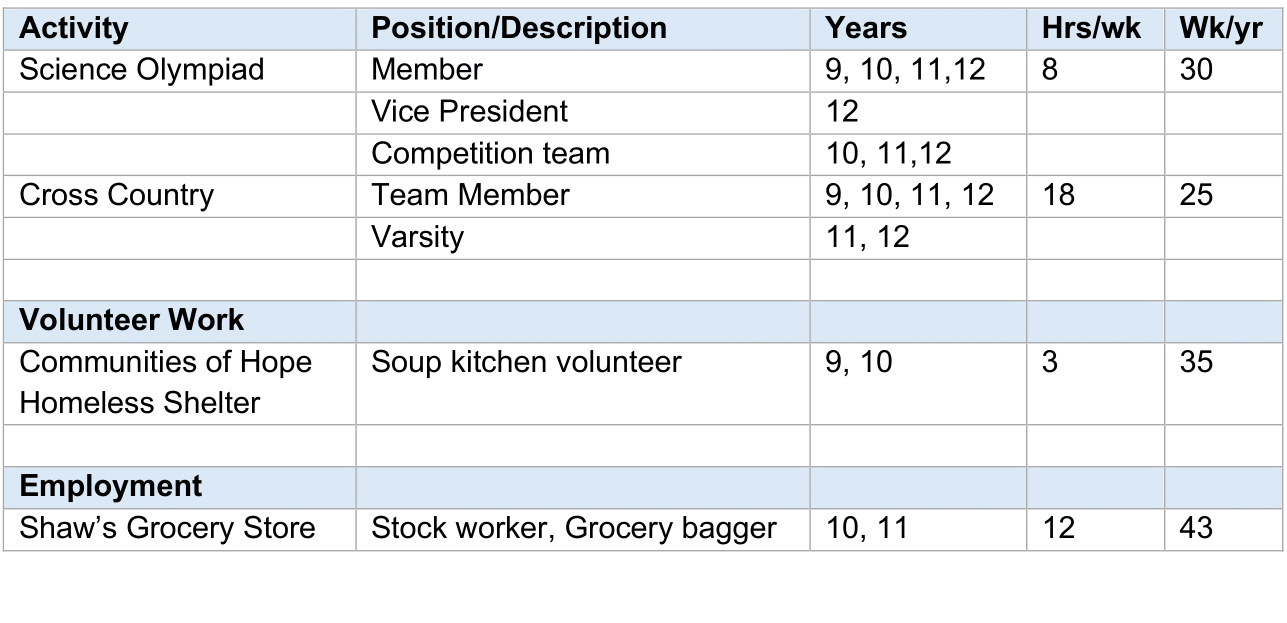 Activity Position/Description Years Hrs/wk Wk/yr
Science Olympiad Member 9, 10, 11,12 8 30
Vice President 12
Competition team 10, 11,12
Cross Country Team Member 9, 10, 11, 12 18 25
Varsity 11, 12
Volunteer Work
Communities of Hope Soup kitchen volunteer 9, 10 3 35
Homeless Shelter
Employment
Shaw’s Grocery Store Stock worker, Grocery bagger 10, 11 12 43